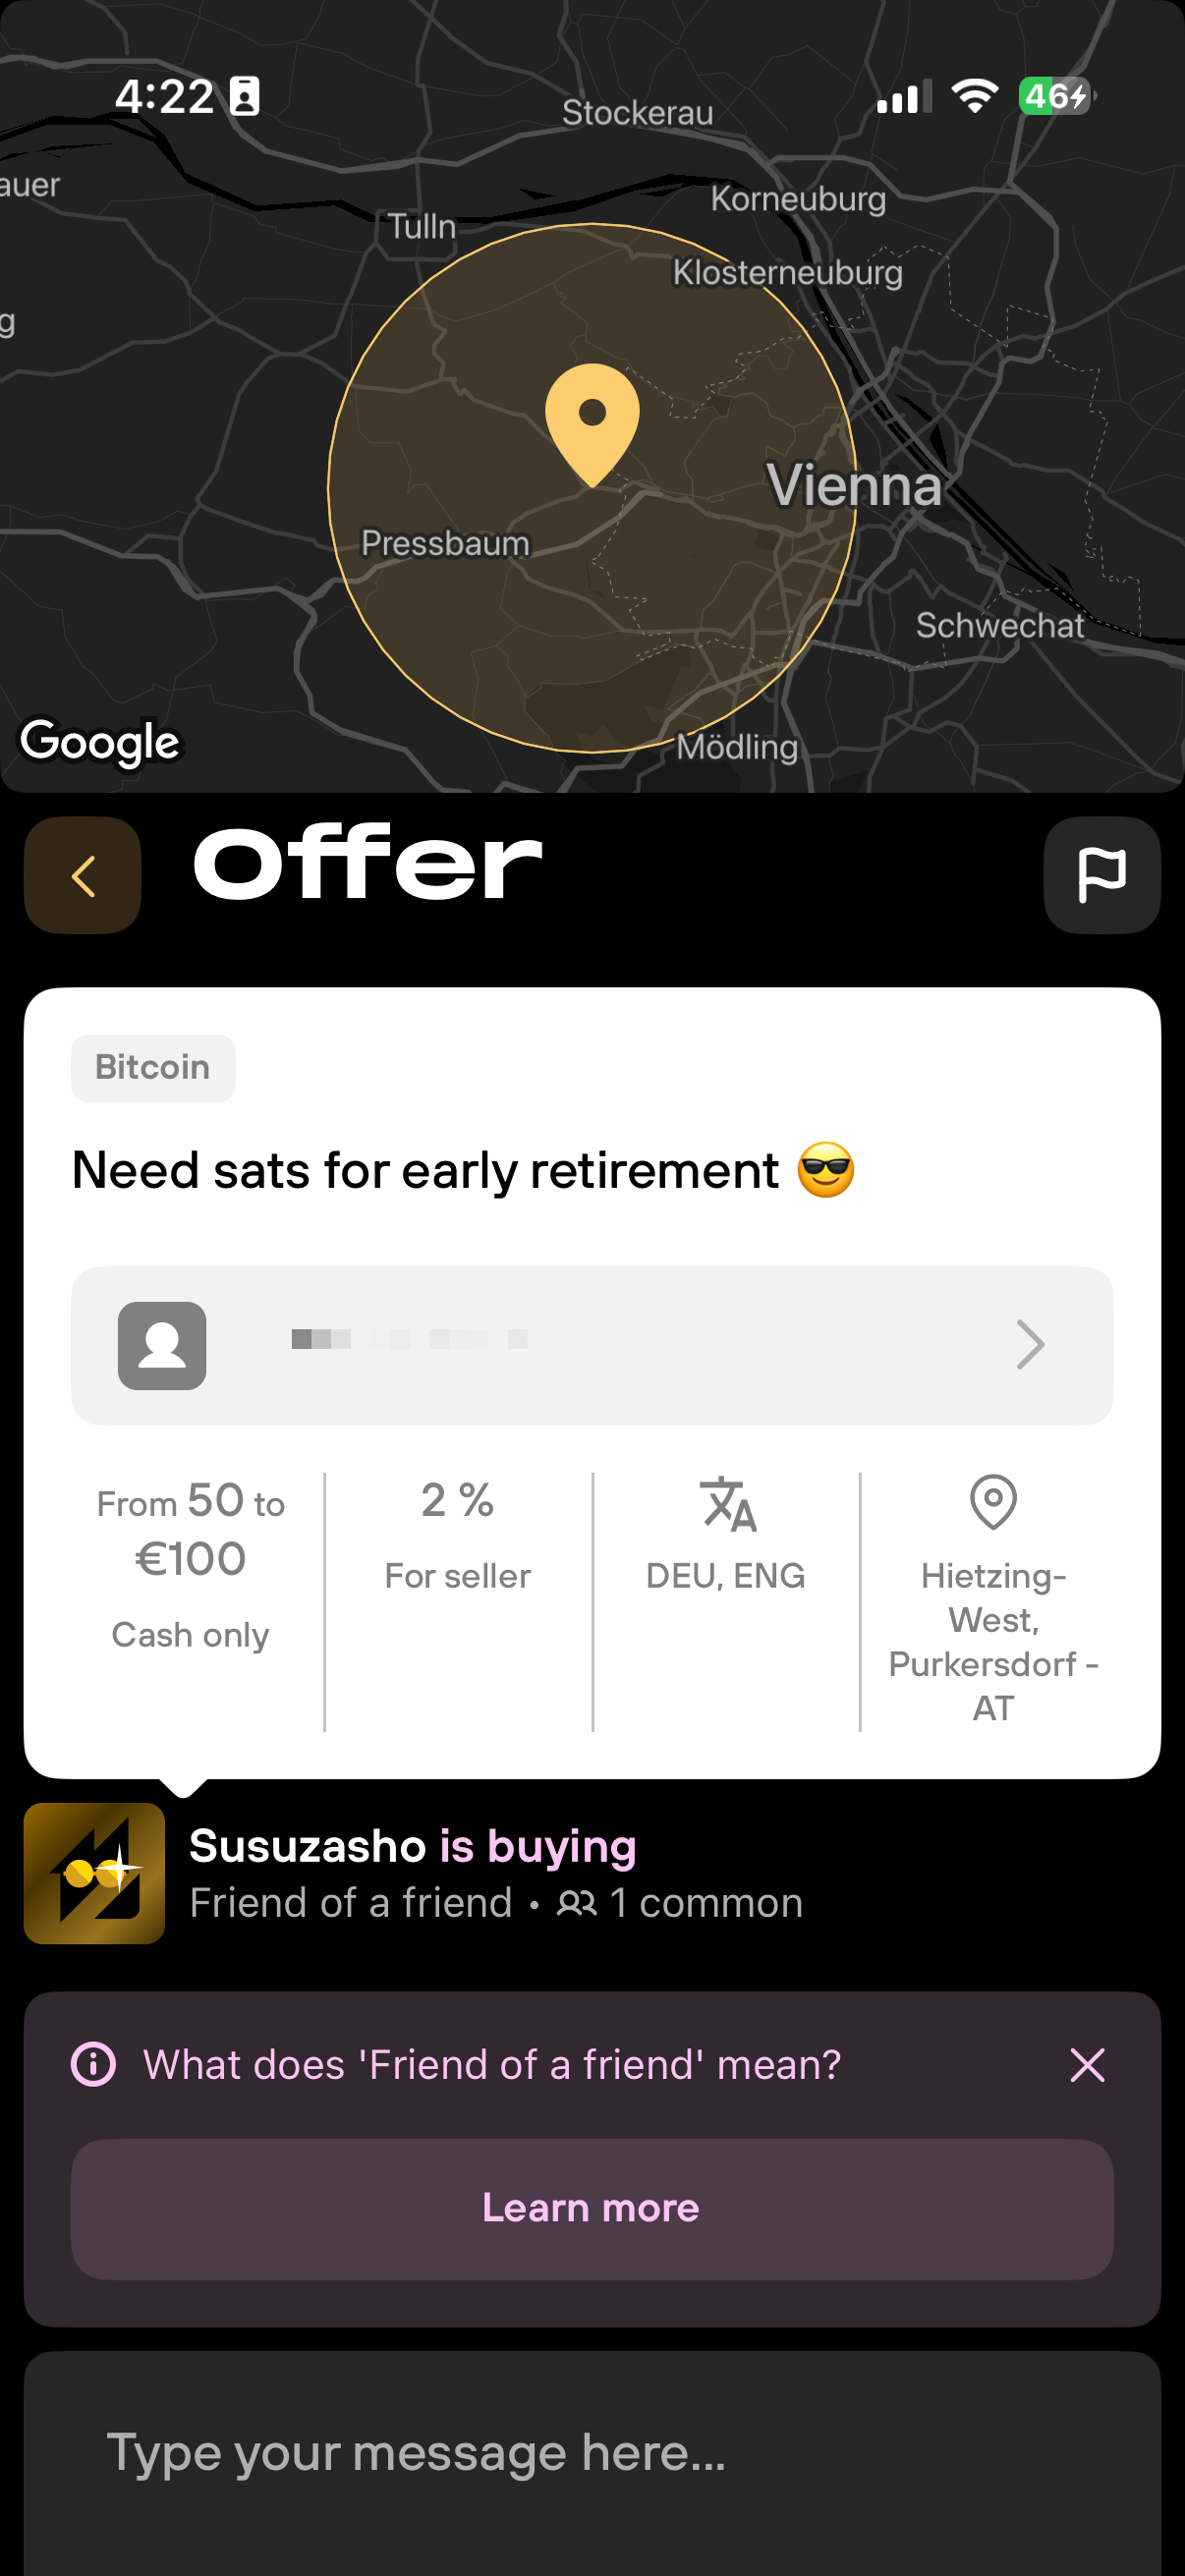 4:22
46
Stockerau
auer
Korneuburg
Tulln
Klosterneuburg
g
Vienna
Pressbaum
Schwechat
Google
Mödling
Offer
Bitcoin
Need sats for early retirement 😎
From 50 to
€100
Cash only
2 %
For seller
DEU, ENG
Hietzing-
West,
Purkersdorf -
AT
Susuzasho is buying
Friend of a friend • 1 common
What does 'Friend of a friend' mean?
Learn more
Type your message here...